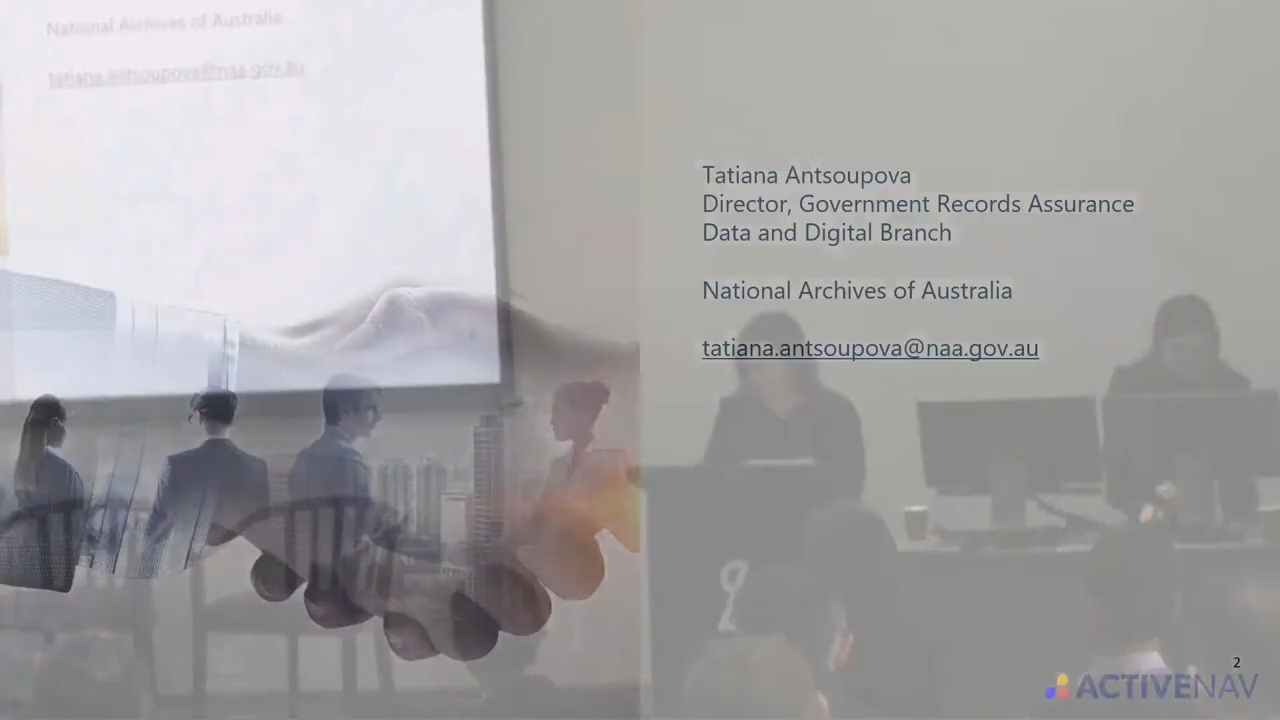 National Archives of Australia
tatiana.antsoupova@naa.gov.au
Tatiana Antsoupova
Director, Government Records Assurance
Data and Digital Branch
National Archives of Australia
tatiana.antsoupova@naa.gov.au
2
ACTIVENAV